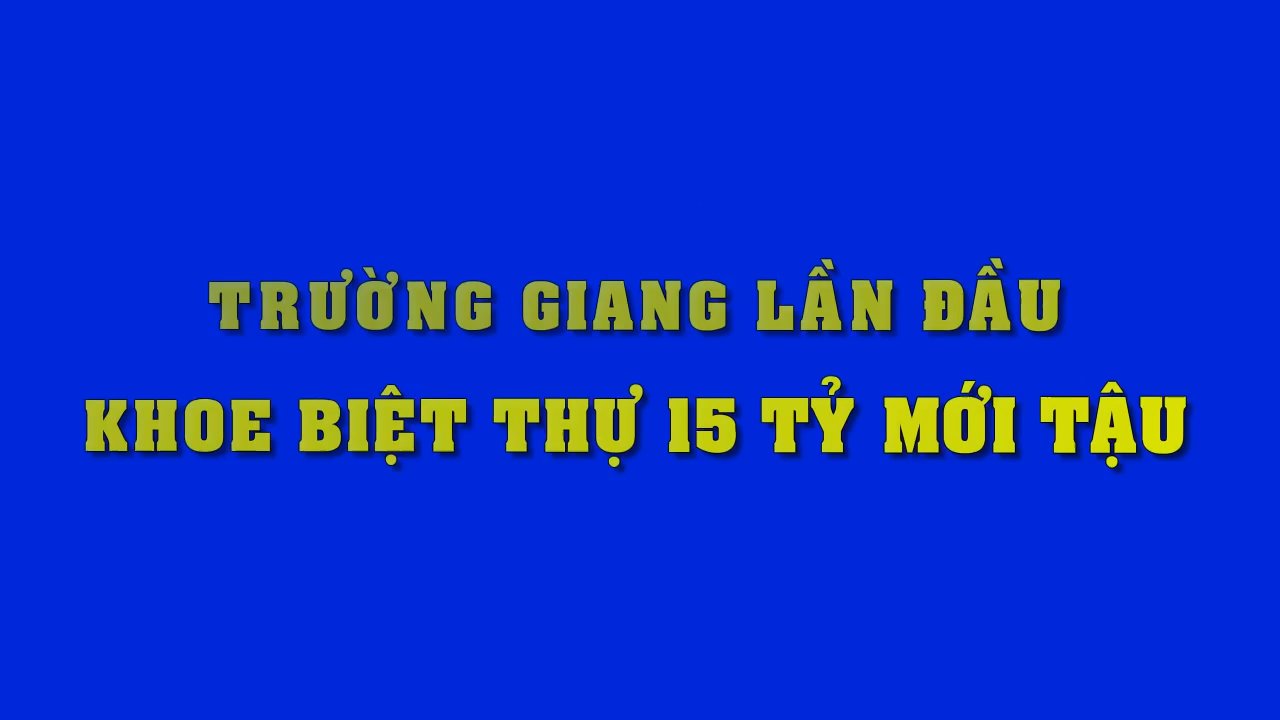 TRƯỜNG GIANG LẦN ĐẦU
KHOE BIỆT THỰ 15 TỶ MỚI TẬU